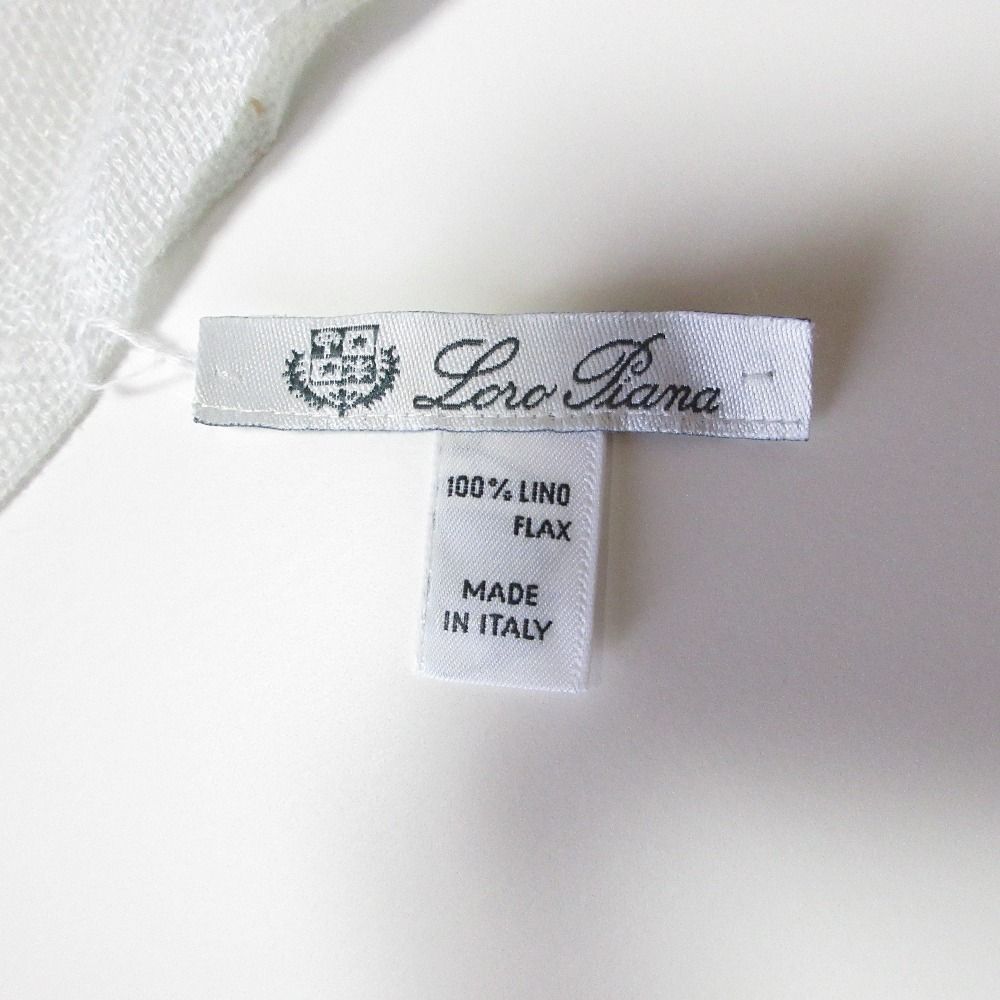 Loro Piana
100% LINO
FLAX
MADE
IN ITALY